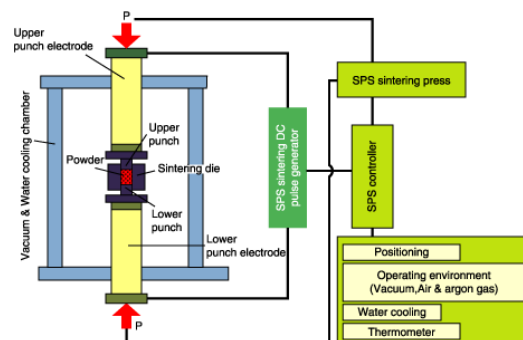 P
Upper
punch electrode
Vacuum & Water cooling chamber
Upper
punch
Powder
Sintering die
Lower
punch
Lower
punch electrode
P
SPS sintering DC
pulse generator
SPS sintering press
SPS controller
Positioning
Operating environment
(Vacuum,Air & argon gas)
Water cooling
Thermometer